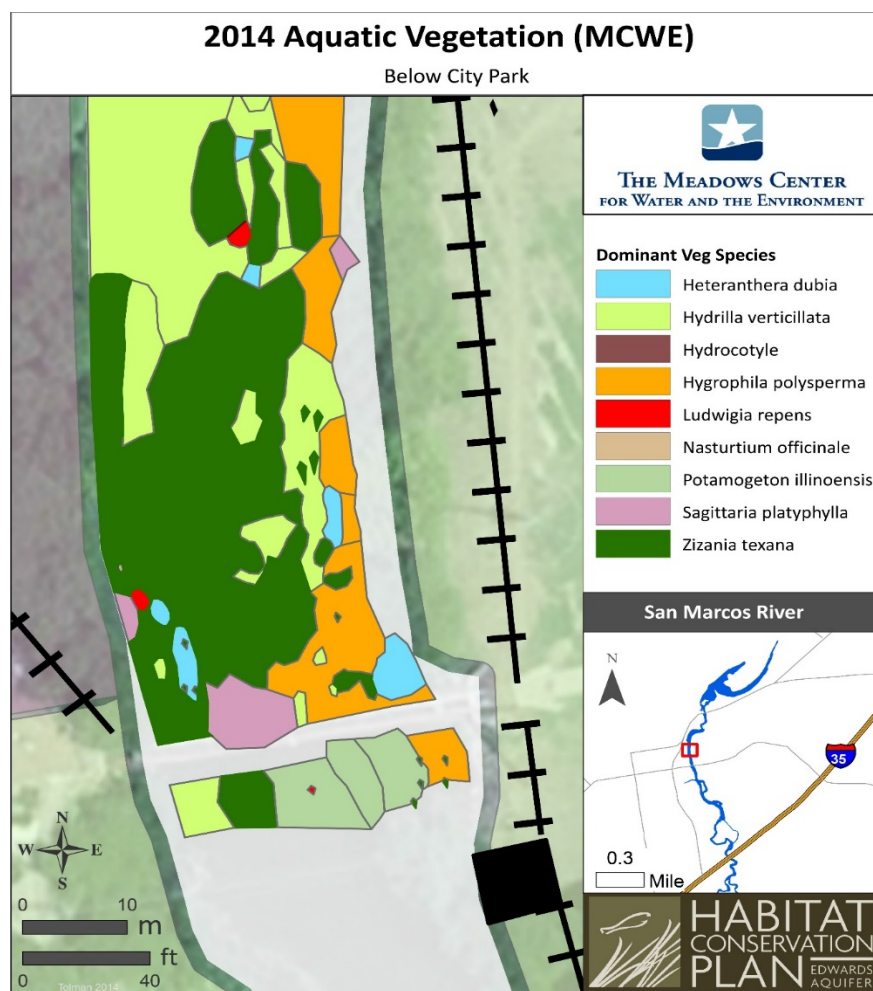 2014 Aquatic Vegetation (MCWE)
Below City Park
THE MEADOWS CENTER
FOR WATER AND THE ENVIRONMENT
Dominant Veg Species
Heteranthera dubia
Hydrilla verticillata
Hydrocotyle
Hygrophila polysperma
Ludwigia repens
Nasturtium officinale
Potamogeton illinoensis
Sagittaria platyphylla
Zizania texana
San Marcos River
N
35
0.3
Mile
N
W E
S
0 10
m
ft
0 40
Tolman 2014
HABITAT
CONSERVATION
PLAN EDWARDS
AQUIFER